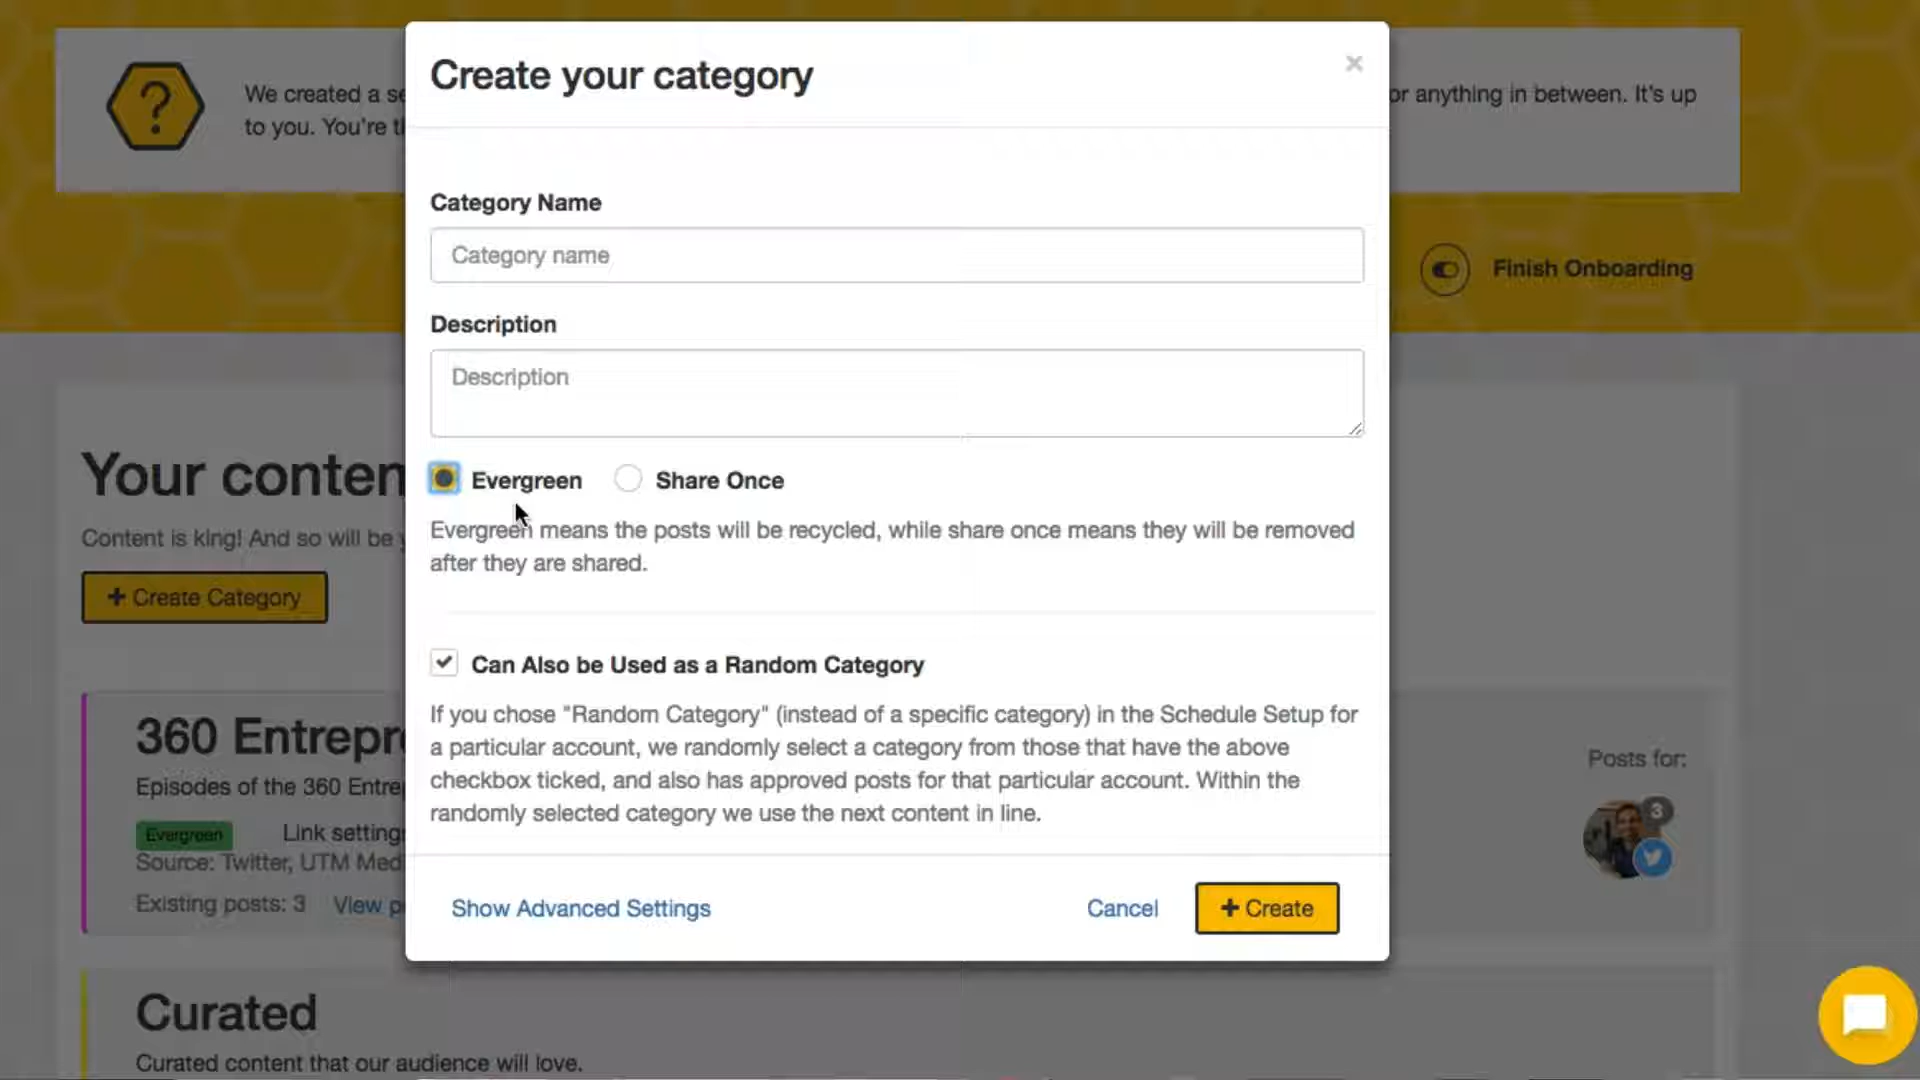 Create your category
×
We created a se
or anything in between. It's up
to you. You're t
Category Name
Category name
Finish Onboarding
Description
Description
Your conten
Evergreen
Share Once
Content is king! And so will be
Evergreen means the posts will be recycled, while share once means they will be removed
after they are shared.
+ Create Category
Can Also be Used as a Random Category
If you chose "Random Category" (instead of a specific category) in the Schedule Setup for
a particular account, we randomly select a category from those that have the above
checkbox ticked, and also has approved posts for that particular account. Within the
randomly selected category we use the next content in line.
360 Entrepr
Episodes of the 360 Entre
Evergreen
Link settings
Source: Twitter, UTM Med
Existing posts: 3
View p
Posts for:
3
Show Advanced Settings
Cancel
+ Create
Curated
Curated content that our audience will love.